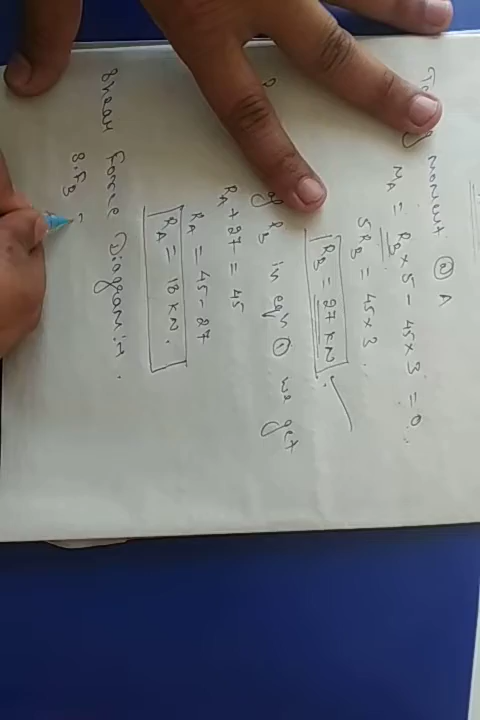 moment @ A
MA = RB × 5 - 45 × 3 = 0.
5RB = 45 × 3.
RB = 27 KN.
of RB in eqn ① we get
RA + 27 = 45
RA = 45 - 27
RA = 18 KN.
Shear Force Diagram:-
S.FB =